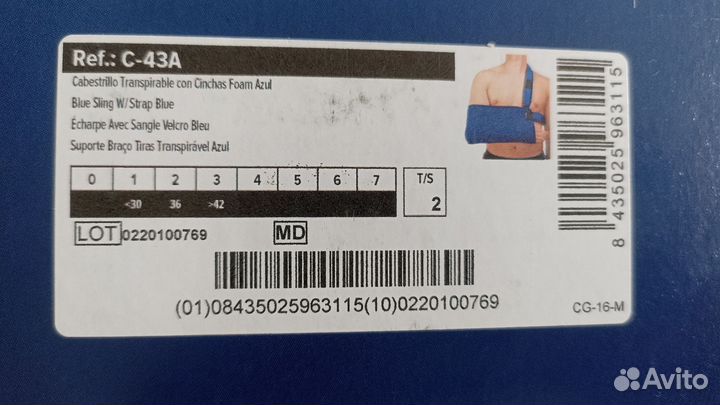 Ref.: C-43A
Cabestrillo Transpirable con Cinchas Foam Azul
Blue Sling W/Strap Blue
Écharpe Avec Sangle Velcro Bleu
Suporte Braço Tiras Transpirável Azul
0 1 2 3 4 5 6 7 T/S
<30 36 >42 2
LOT 0220100769 MD
(01)08435025963115(10)0220100769
8 435025 963115
CG-16-M
Avito